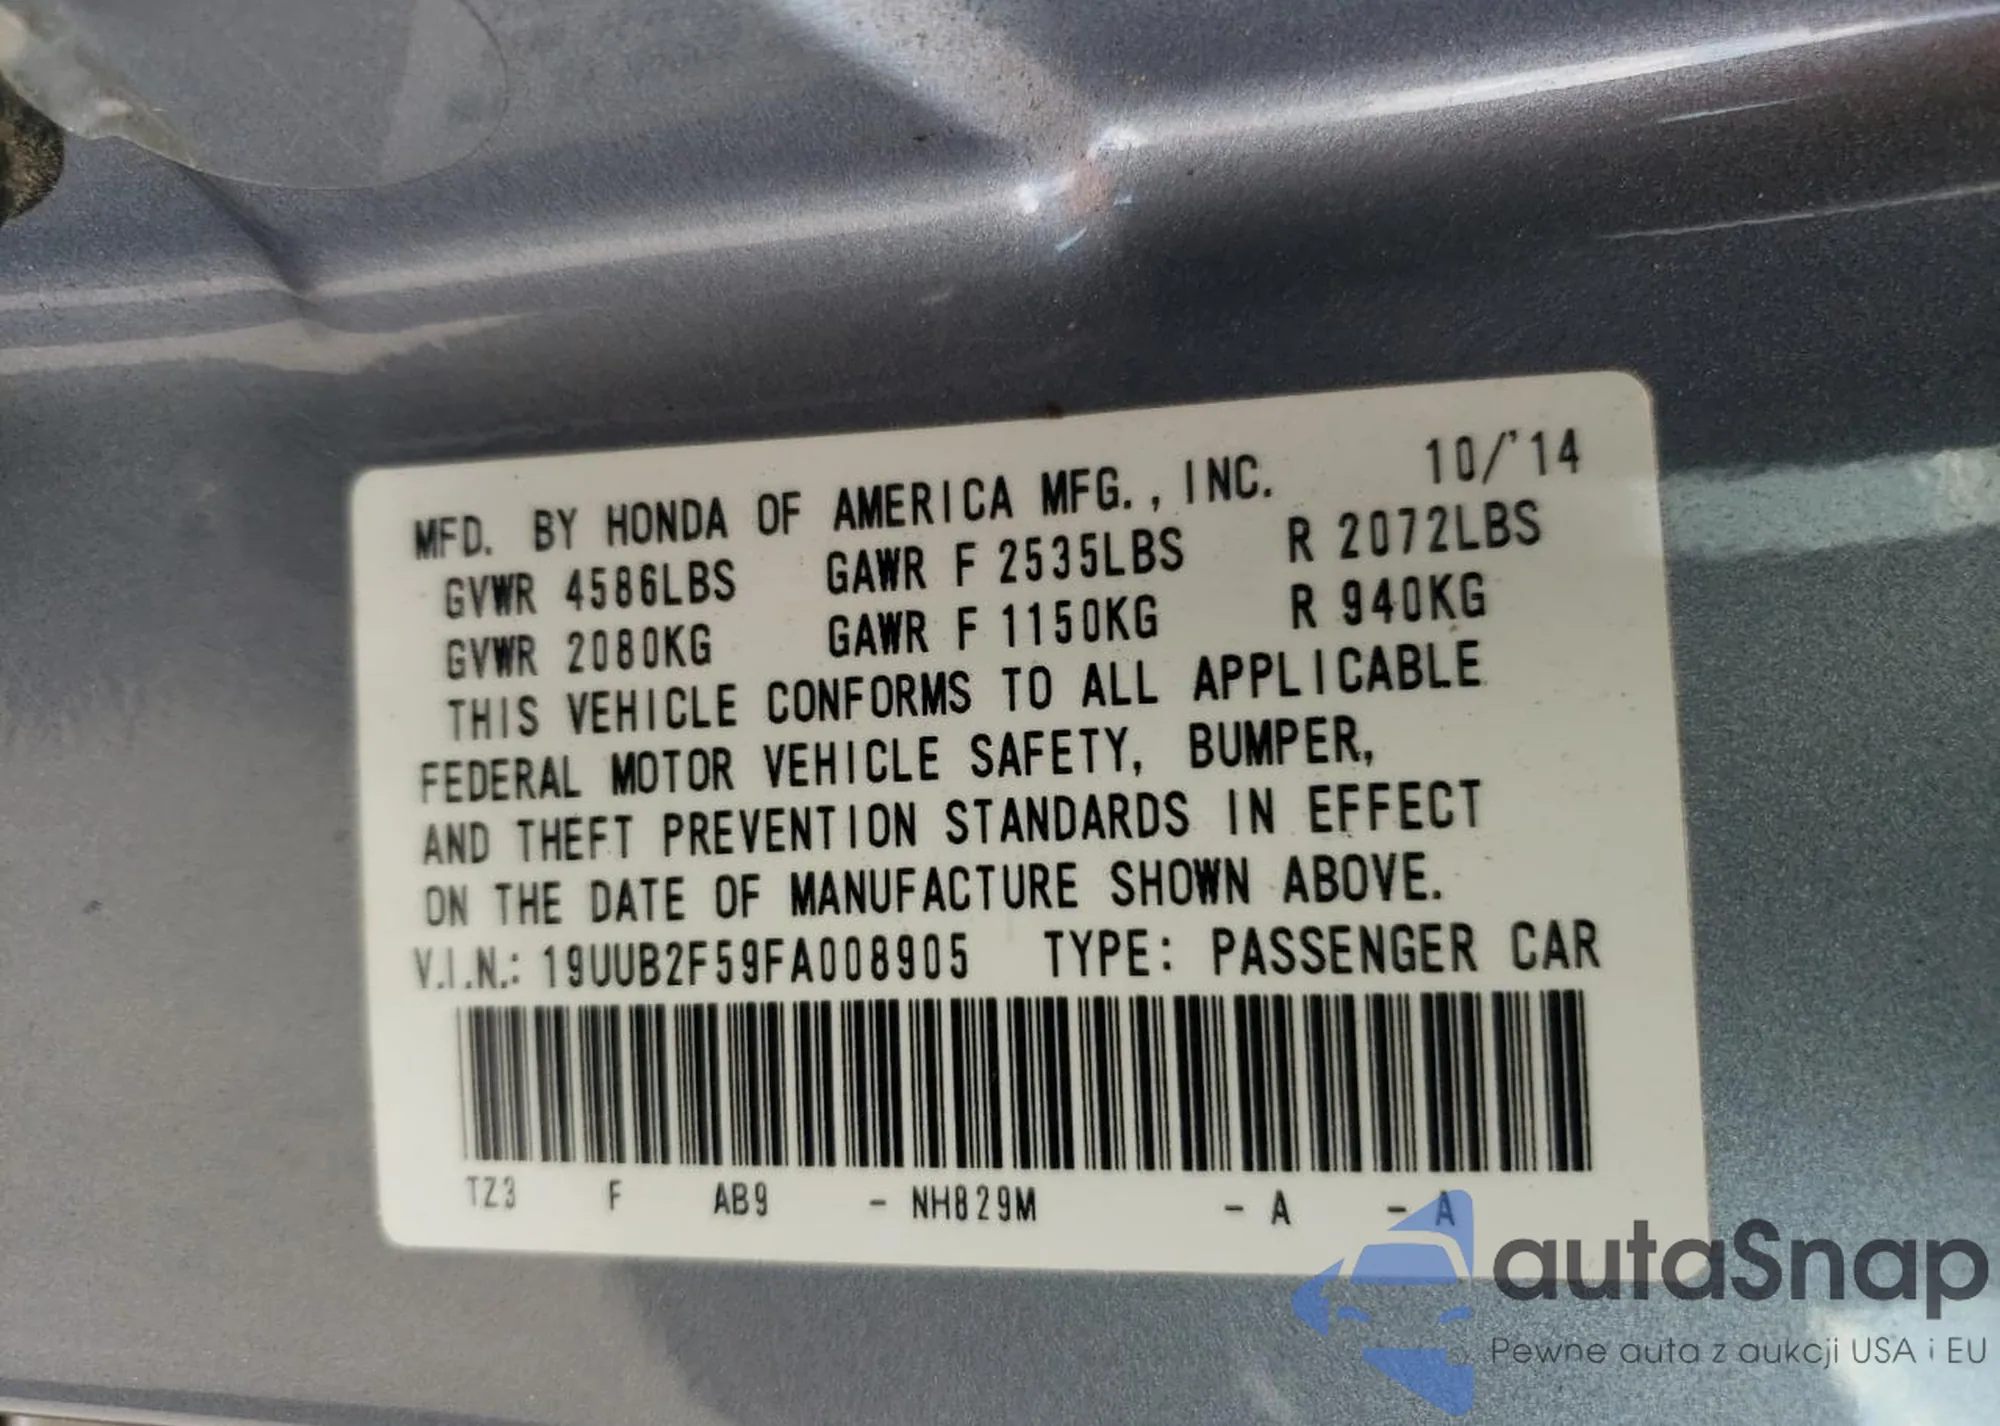 MFD. BY HONDA OF AMERICA MFG., INC. 10/'14
GVWR 4586LBS GAWR F 2535LBS R 2072LBS
GVWR 2080KG GAWR F 1150KG R 940KG
THIS VEHICLE CONFORMS TO ALL APPLICABLE
FEDERAL MOTOR VEHICLE SAFETY, BUMPER,
AND THEFT PREVENTION STANDARDS IN EFFECT
ON THE DATE OF MANUFACTURE SHOWN ABOVE.
V.I.N.: 19UUB2F59FA008905 TYPE: PASSENGER CAR
TZ3 F AB9 - NH829M - A - A
autaSnap
Pewne auta z aukcji USA i EU